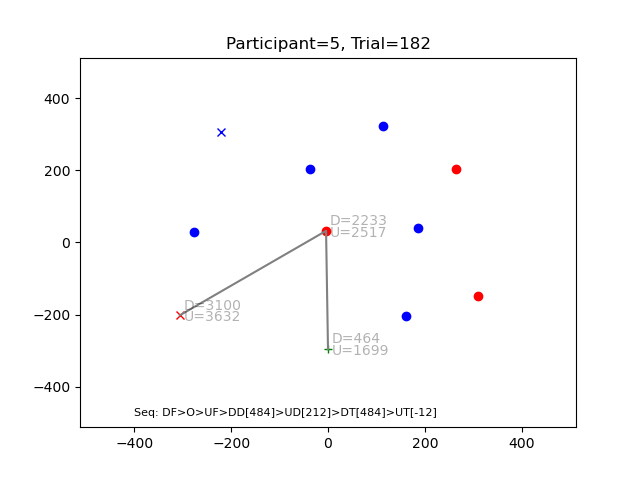 Participant=5, Trial=182
400
200
0
−200
−400
D=2233
U=2517
D=3100
U=3632
D=464
U=1699
Seq: DF>O>UF>DD[484]>UD[212]>DT[484]>UT[-12]
−400 −200 0 200 400